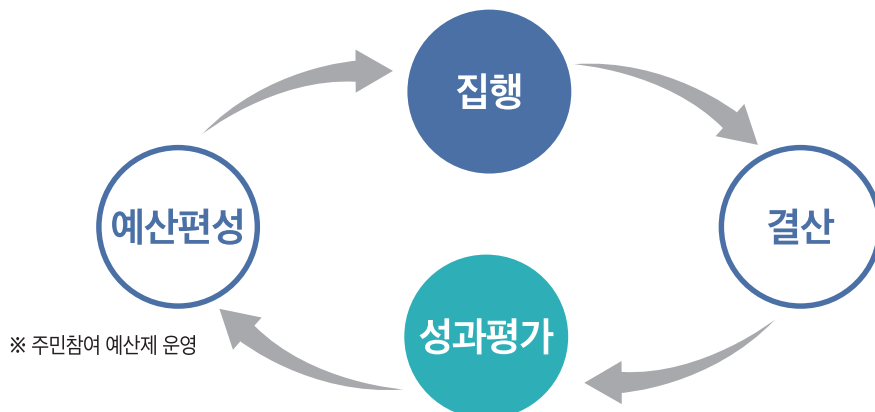 집행
예산편성
결산
성과평가
※ 주민참여 예산제 운영